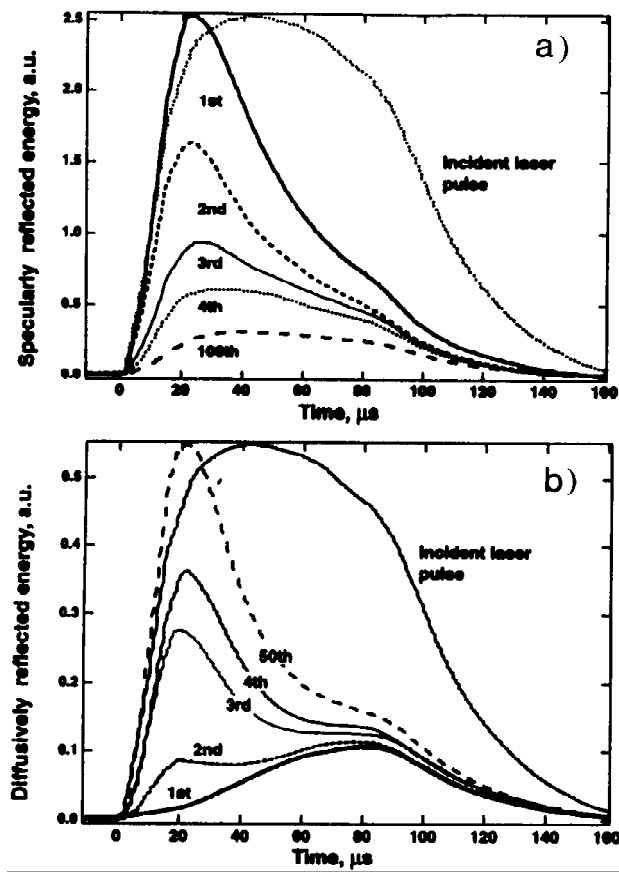 Specularly reflected energy, a.u.
2.5
2.0
1.5
1.0
0.5
0.0
a)
1st
Incident laser
pulse
2nd
3rd
4th
100th
0 20 40 60 80 100 120 140 160
Time, μs
Diffusively reflected energy, a.u.
0.5
0.4
0.3
0.2
0.1
0.0
b)
Incident laser
pulse
50th
4th
3rd
2nd
1st
0 20 40 60 80 100 120 140 160
Time, μs